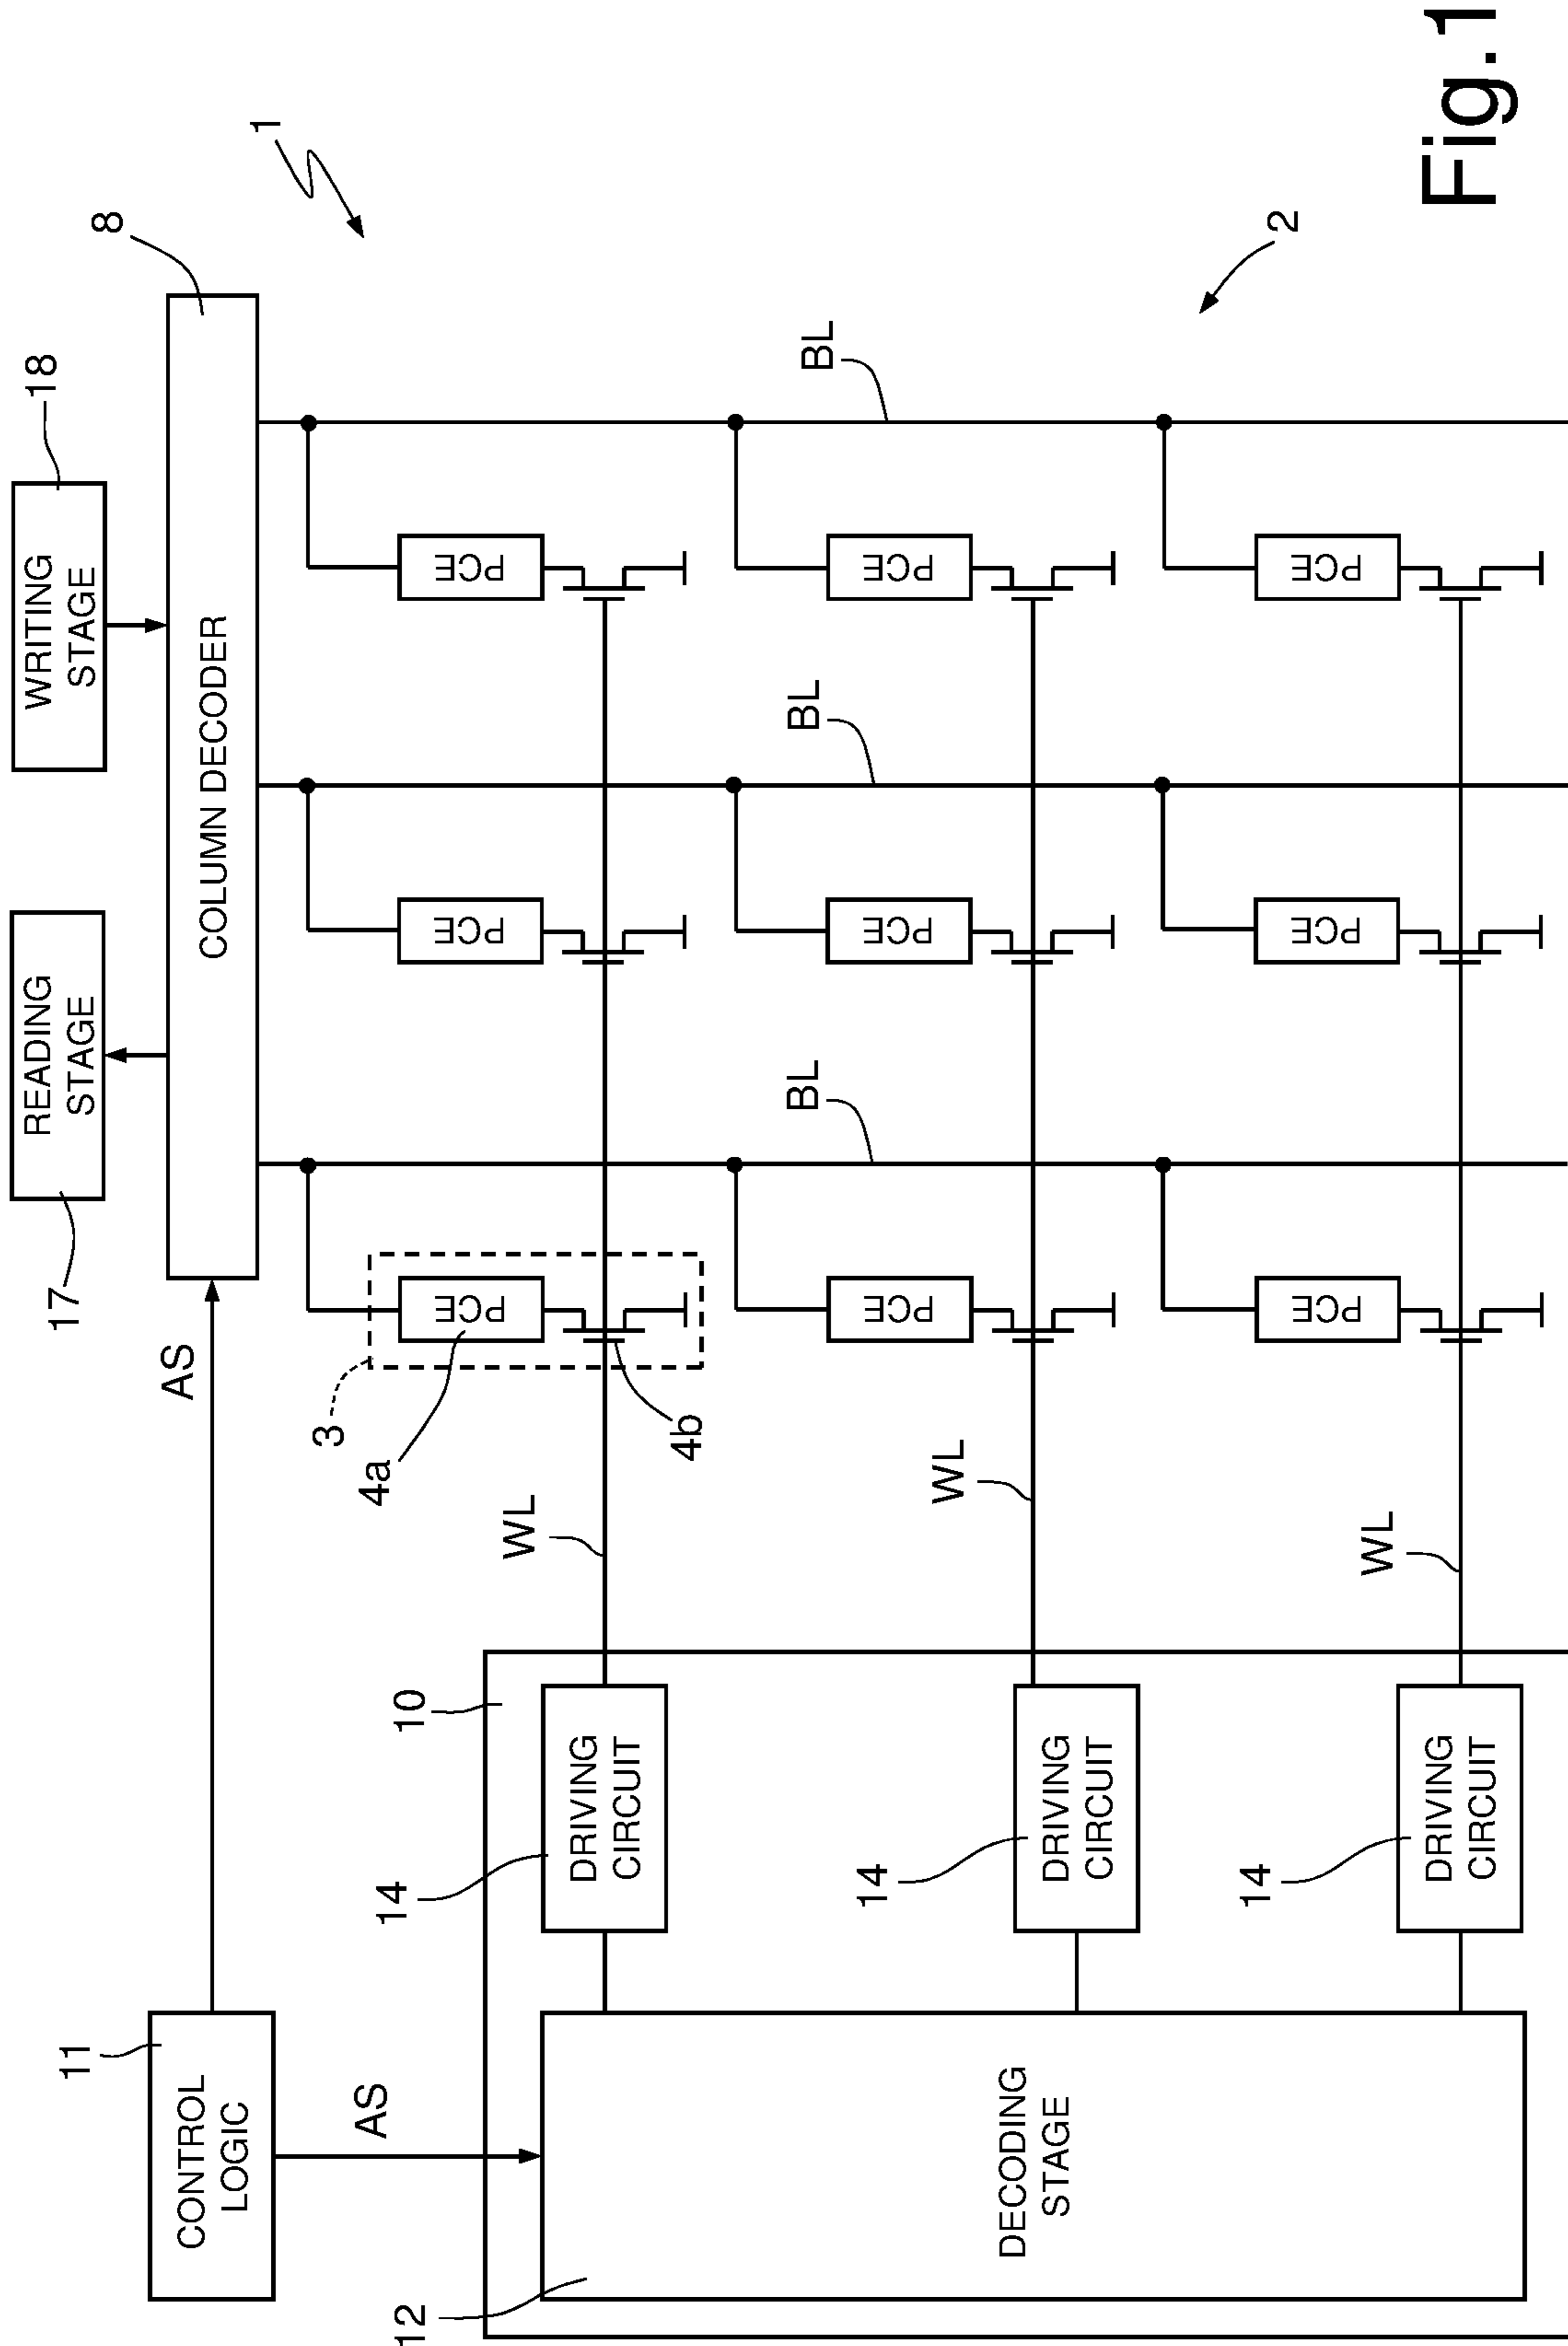 READING
STAGE
17
WRITING
STAGE
18
8
1
COLUMN DECODER
11
CONTROL
LOGIC
AS
AS
3
4a
PCE
PCE
PCE
4b
WL
BL
BL
BL
10
14
DRIVING
CIRCUIT
PCE
PCE
PCE
WL
14
DRIVING
CIRCUIT
12
DECODING
STAGE
2
PCE
PCE
PCE
WL
14
DRIVING
CIRCUIT
Fig.1